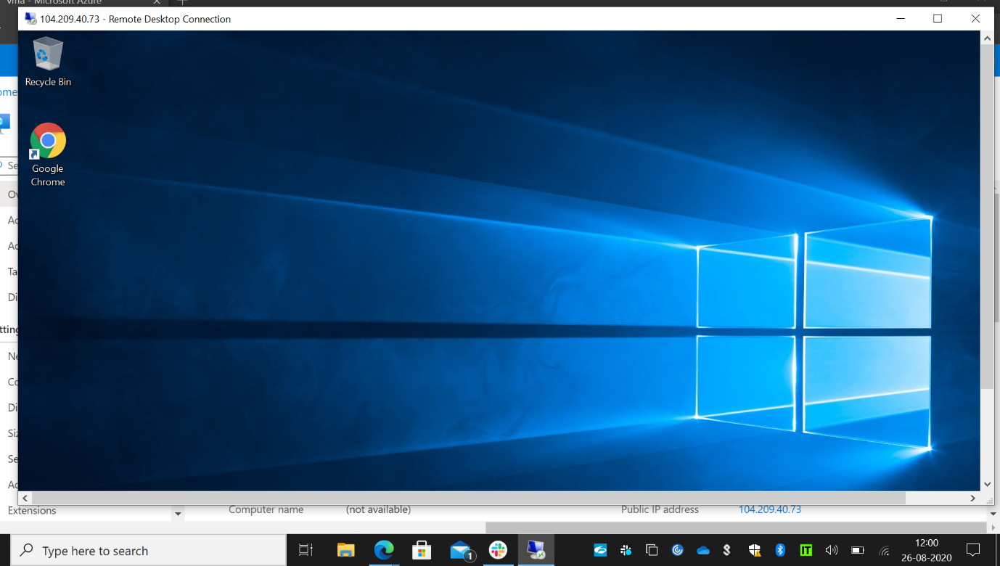 vma - Microsoft Azure
104.209.40.73 - Remote Desktop Connection
Recycle Bin
Google
Chrome
ome
Se
Ov
Ac
Ac
Ta
Di
tting
Ne
Co
Di
Siz
Se
Ac
Extensions
Computer name
(not available)
Public IP address
104.209.40.73
Type here to search
1
IT
12:00
26-08-2020